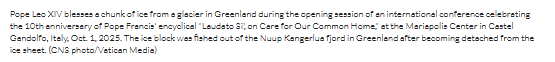 Pope Leo XIV blesses a chunk of ice from a glacier in Greenland during the opening session of an international conference celebrating
the 10th anniversary of Pope Francis' encyclical "Laudato Si', on Care for Our Common Home," at the Mariapolis Center in Castel
Gandolfo, Italy, Oct. 1, 2025. The ice block was fished out of the Nuup Kangerlua fjord in Greenland after becoming detached from the
ice sheet. (CNS photo/Vatican Media)